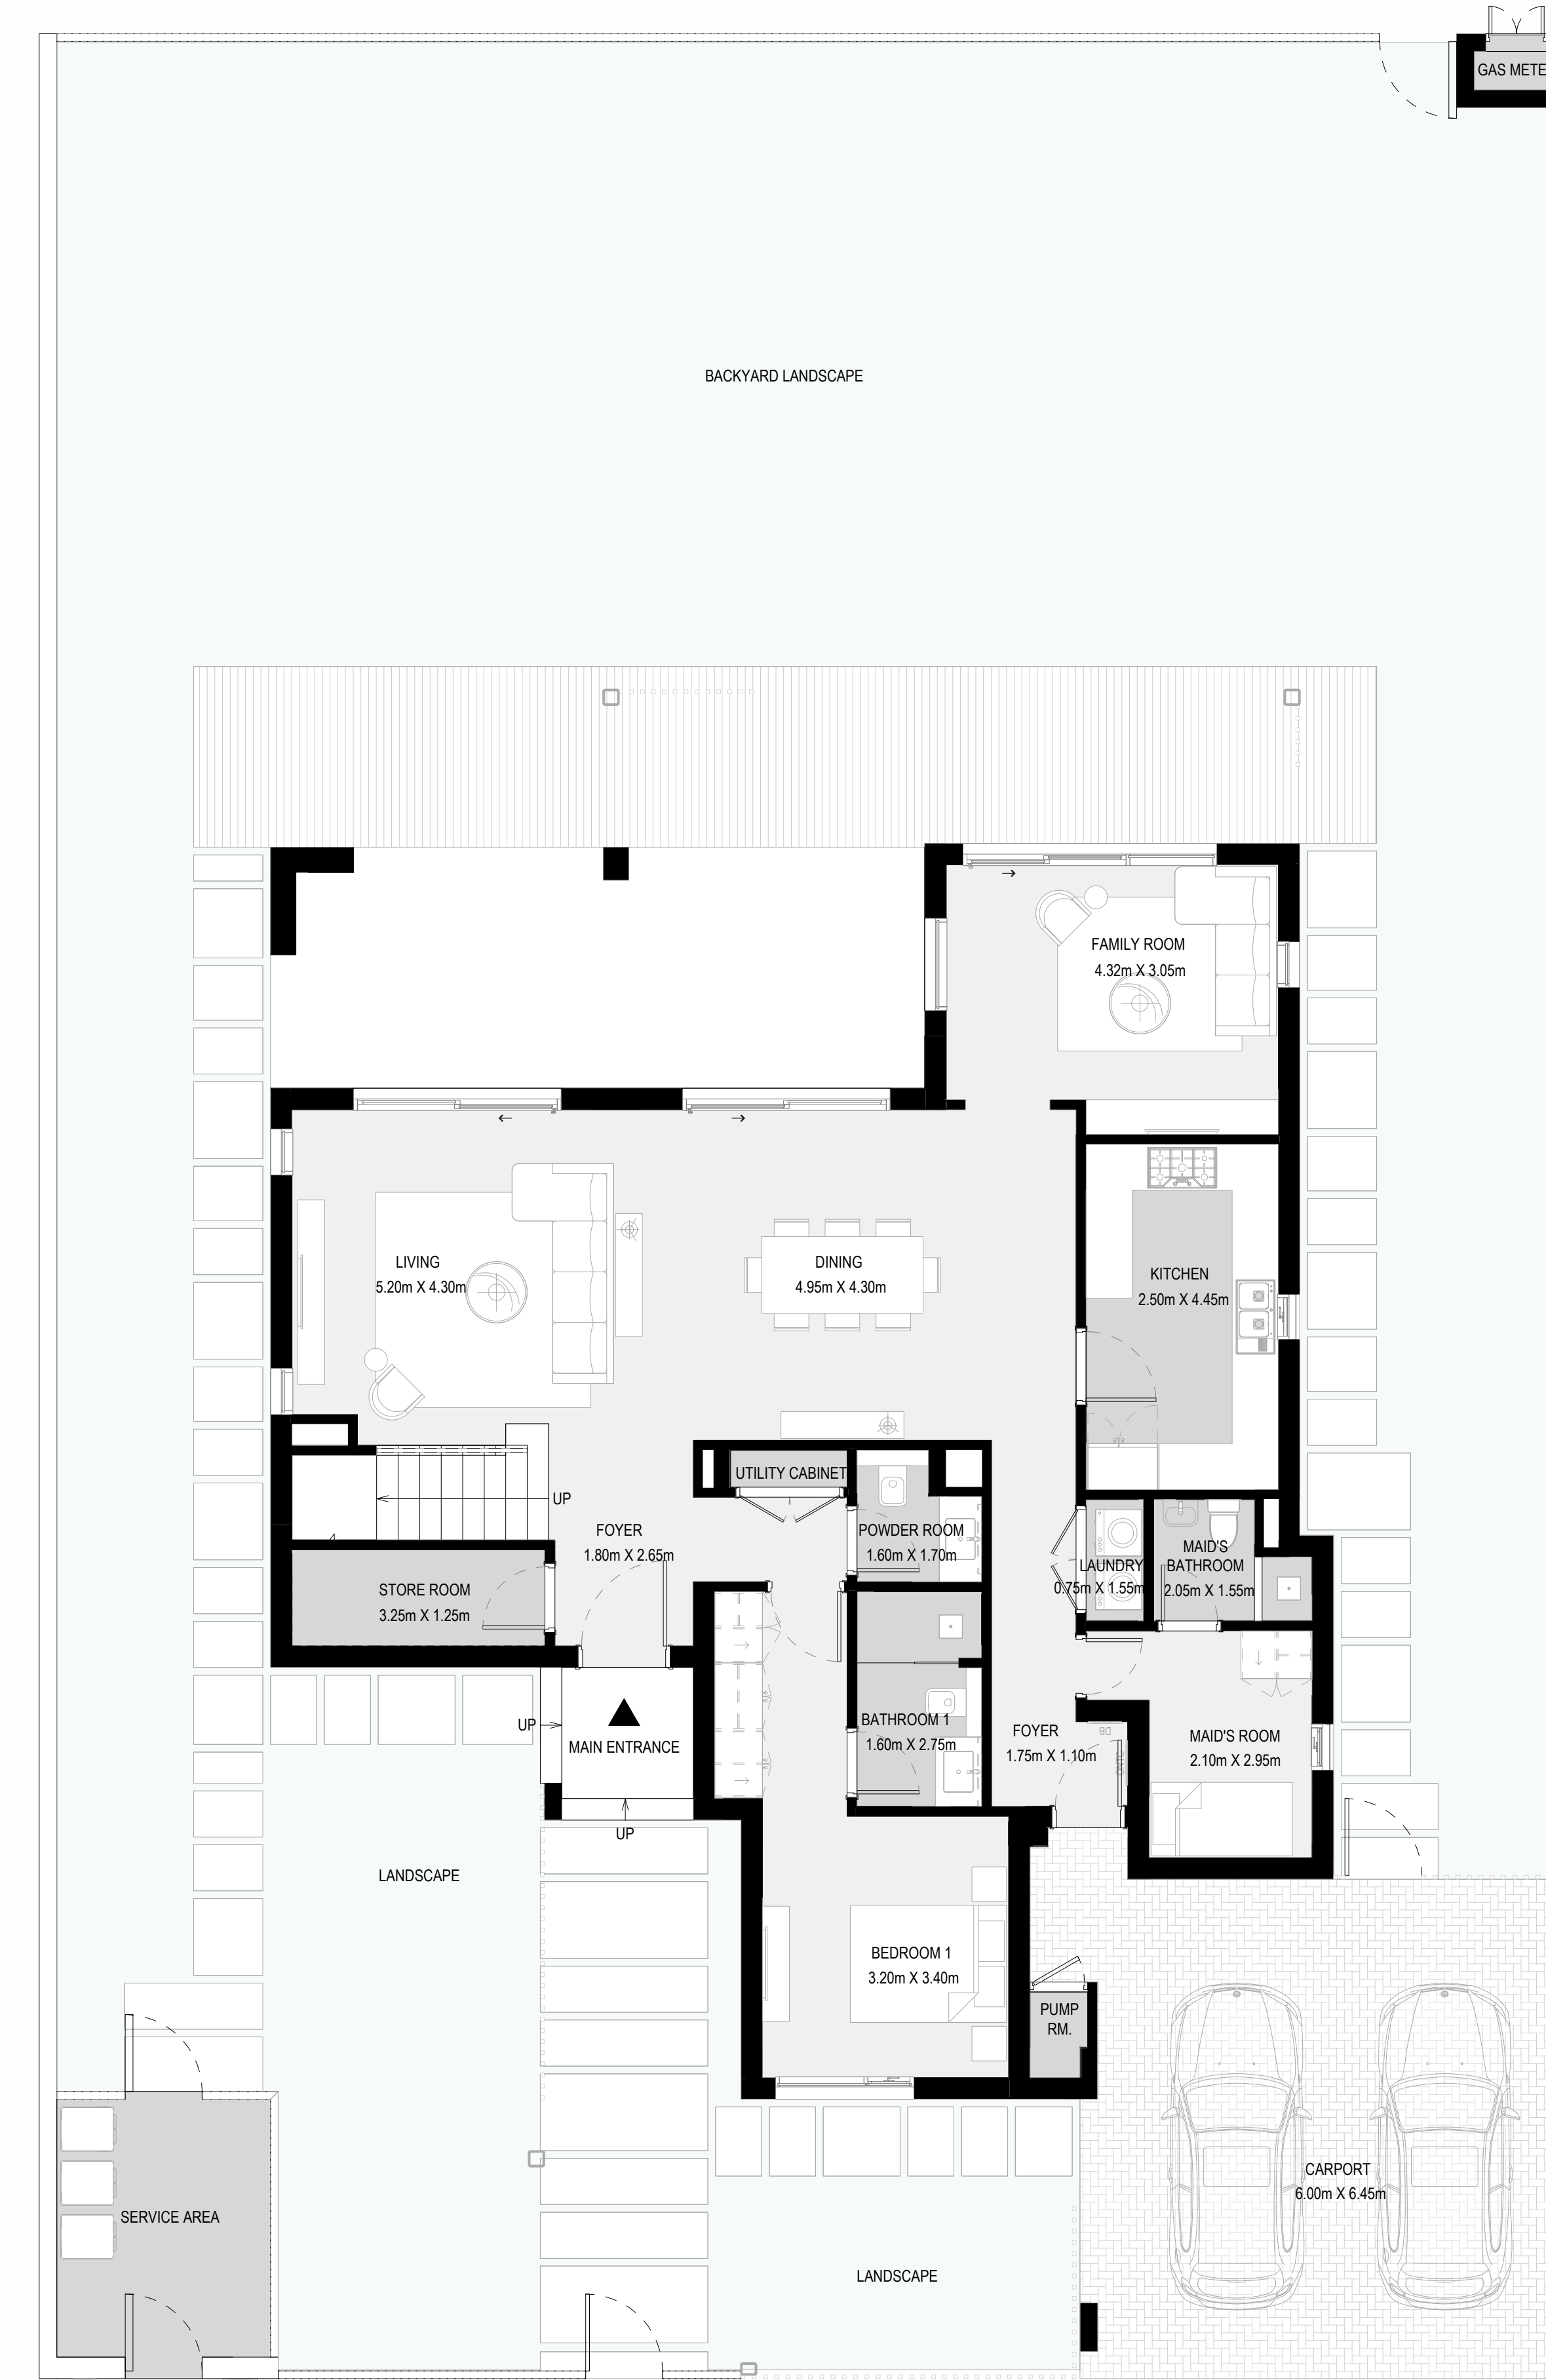 GAS METE
BACKYARD LANDSCAPE
FAMILY ROOM
4.32m X 3.05m
LIVING
5.20m X 4.30m
DINING
4.95m X 4.30m
KITCHEN
2.50m X 4.45m
UTILITY CABINET
UP
FOYER
1.80m X 2.65m
POWDER ROOM
1.60m X 1.70m
LAUNDRY
0.75m X 1.55m
MAID'S
BATHROOM
2.05m X 1.55m
STORE ROOM
3.25m X 1.25m
UP
MAIN ENTRANCE
UP
BATHROOM 1
1.60m X 2.75m
FOYER
1.75m X 1.10m
DB
MAID'S ROOM
2.10m X 2.95m
LANDSCAPE
BEDROOM 1
3.20m X 3.40m
PUMP
RM.
CARPORT
6.00m X 6.45m
SERVICE AREA
LANDSCAPE